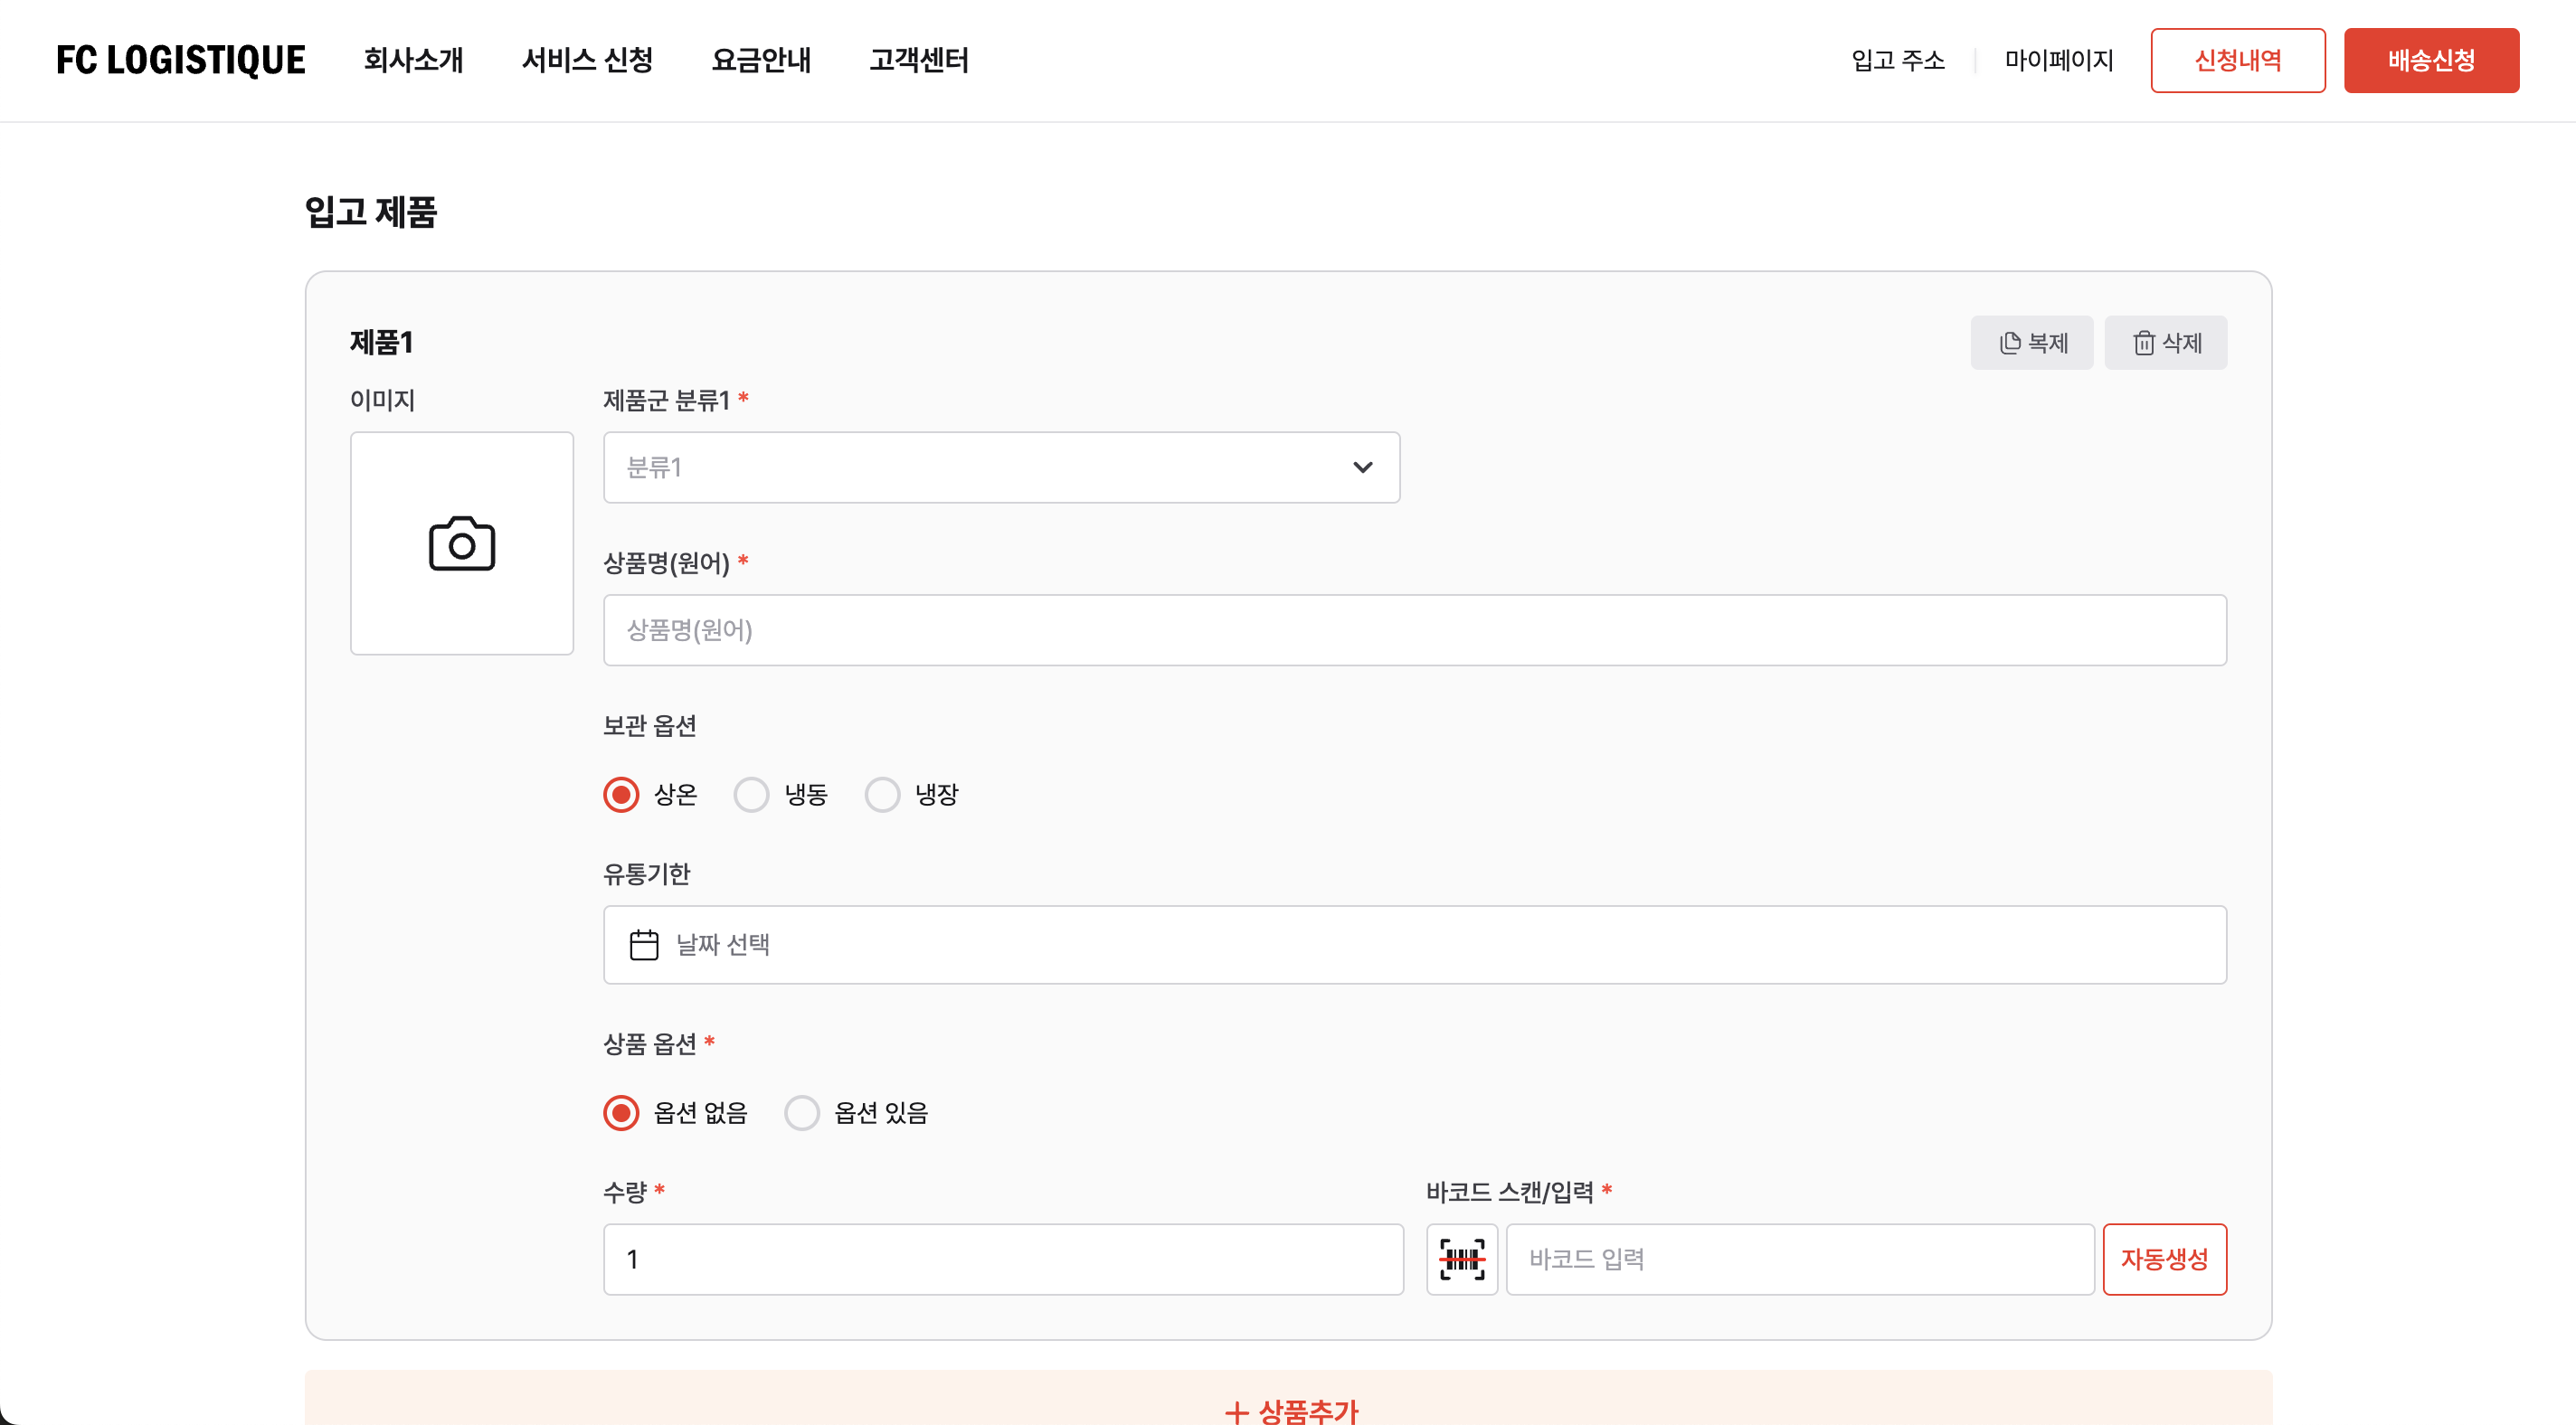 FC LOGISTIQUE 회사소개 서비스 신청 요금안내 고객센터 입고 주소 마이페이지 신청내역 배송신청
입고 제품
제품1 복제 삭제
이미지 제품군 분류1 *
분류1
상품명(원어) *
상품명(원어)
보관 옵션
상온 냉동 냉장
유통기한
날짜 선택
상품 옵션 *
옵션 없음 옵션 있음
수량 * 바코드 스캔/입력 *
1 바코드 입력 자동생성
+ 상품추가